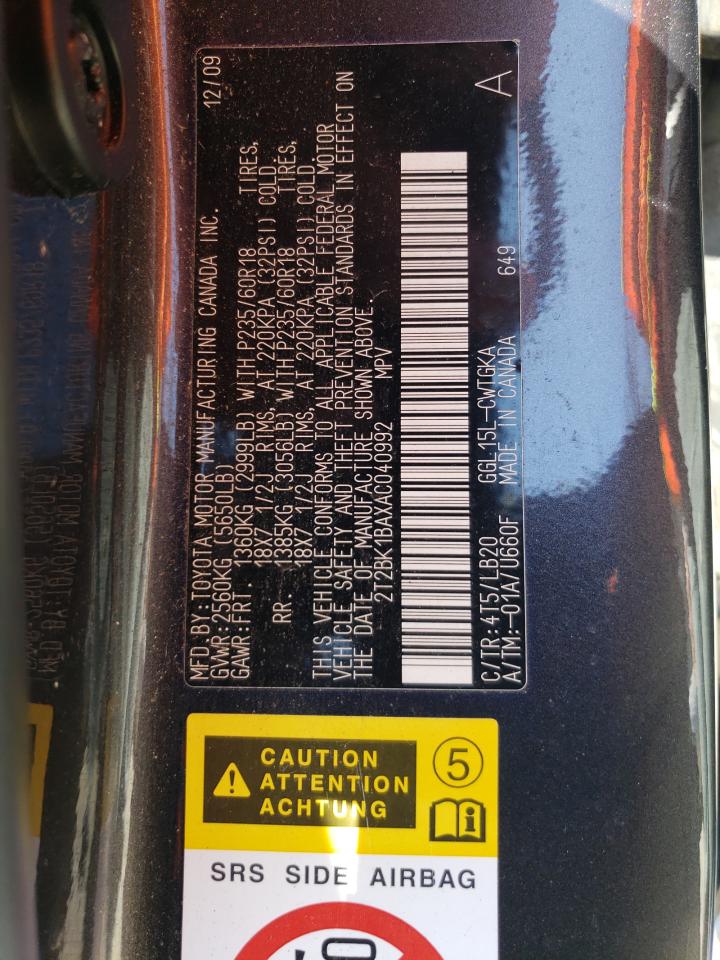 MFD.BY:TOYOTA MOTOR MANUFACTURING CANADA INC. 12/09
GVWR:2560KG (5650LB)
GAWR:FRT. 1360KG (2999LB) WITH P235/60R18 TIRES,
18X7 1/2J RIMS, AT 220KPA (32PSI) COLD.
RR. 1385KG (3056LB) WITH P235/60R18 TIRES,
18X7 1/2J RIMS, AT 220KPA (32PSI) COLD.
THIS VEHICLE CONFORMS TO ALL APPLICABLE FEDERAL MOTOR
VEHICLE SAFETY AND THEFT PREVENTION STANDARDS IN EFFECT ON
THE DATE OF MANUFACTURE SHOWN ABOVE.
2T2BK1BAXAC040992 MPV
C/TR:4T5/LB20 GGL15L-CWTGKA A
A/TM:-01A/U660F MADE IN CANADA 649
CAUTION
ATTENTION
ACHTUNG
5
SRS SIDE AIRBAG